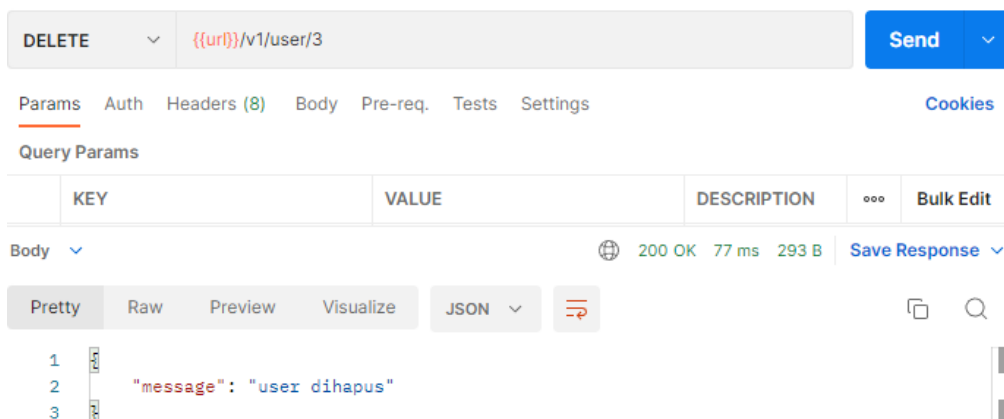 DELETE {{url}}/v1/user/3 Send
Params Auth Headers (8) Body Pre-req. Tests Settings Cookies
Query Params
KEY VALUE DESCRIPTION ooo Bulk Edit
Body 200 OK 77 ms 293 B Save Response
Pretty Raw Preview Visualize JSON
1 {
2 "message": "user dihapus"
3 }